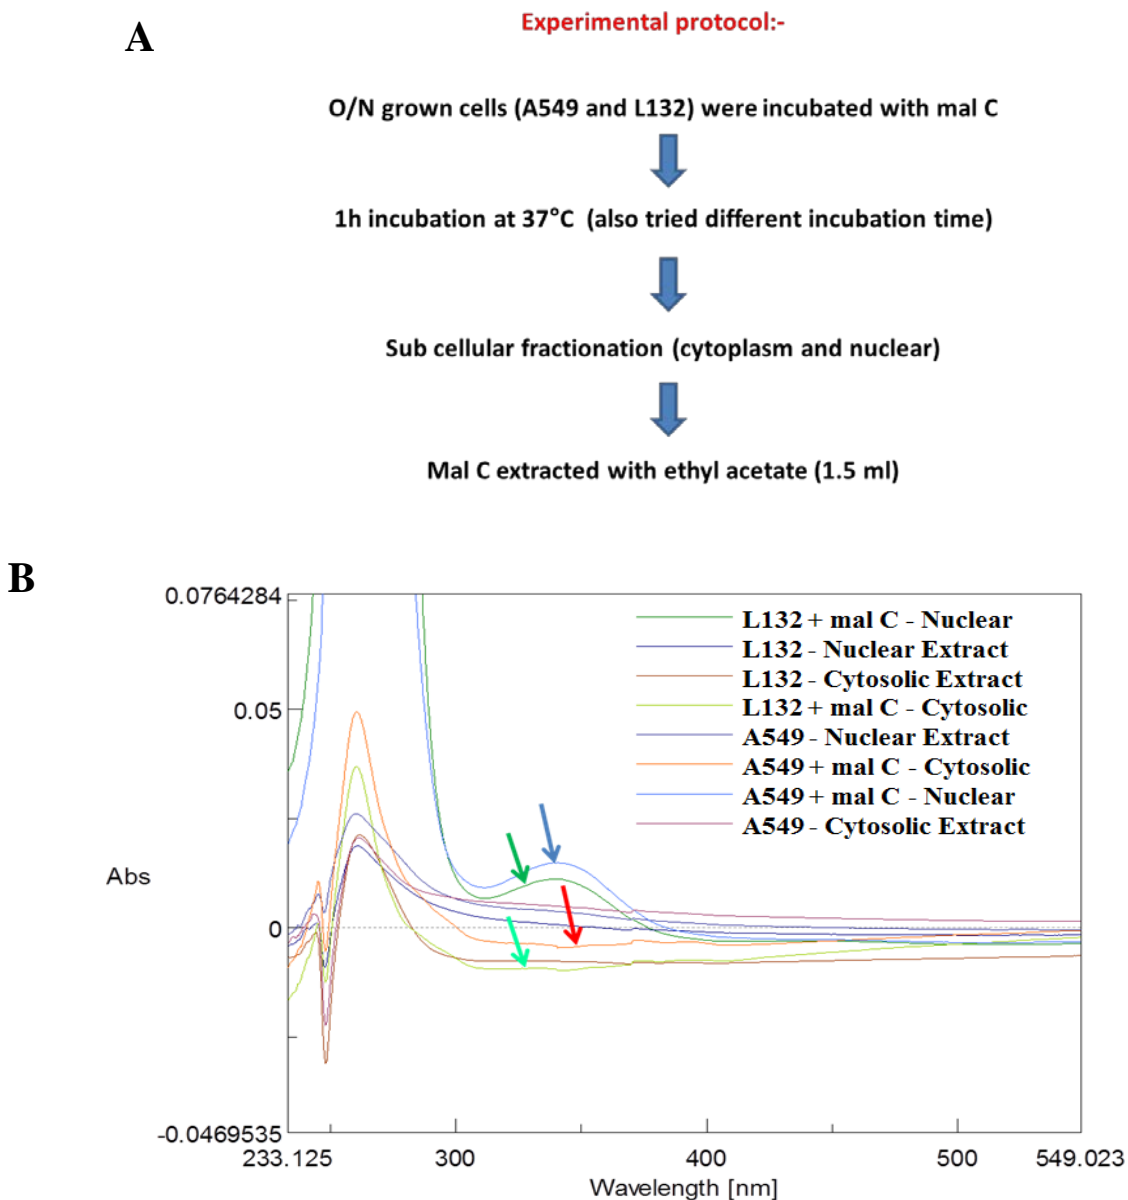 A
Experimental protocol:-
O/N grown cells (A549 and L132) were incubated with mal C
1h incubation at 37°C (also tried different incubation time)
Sub cellular fractionation (cytoplasm and nuclear)
Mal C extracted with ethyl acetate (1.5 ml)
B
0.0764284
0.05
Abs
0
-0.0469535
L132 + mal C - Nuclear
L132 - Nuclear Extract
L132 - Cytosolic Extract
L132 + mal C - Cytosolic
A549 - Nuclear Extract
A549 + mal C - Cytosolic
A549 + mal C - Nuclear
A549 - Cytosolic Extract
233.125 300 400 500 549.023
Wavelength [nm]